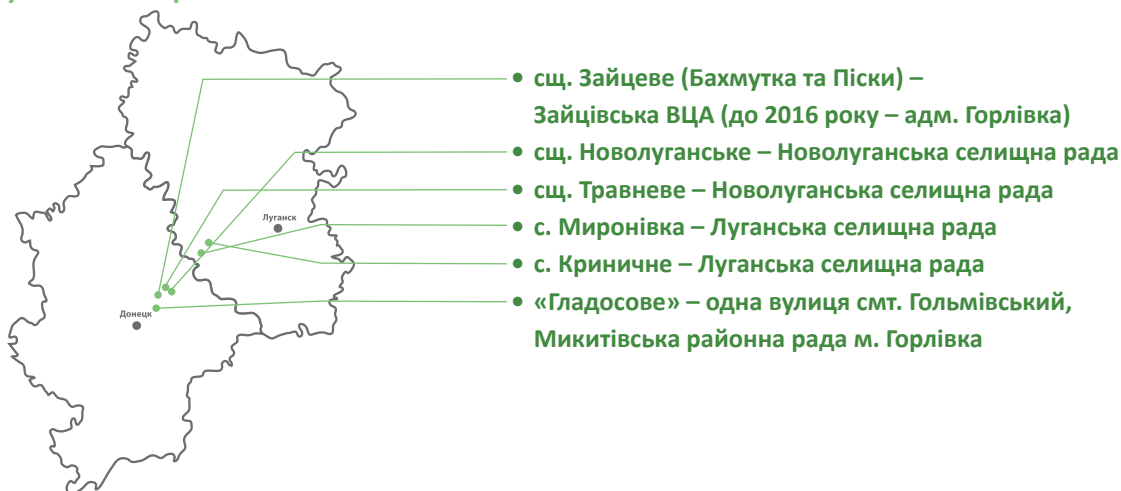 • сщ. Зайцеве (Бахмутка та Піски) –
Зайцівська ВЦА (до 2016 року – адм. Горлівка)
• сщ. Новолуганське – Новолуганська селищна рада
• сщ. Травневе – Новолуганська селищна рада
• с. Миронівка – Луганська селищна рада
• с. Криничне – Луганська селищна рада
• «Гладосове» – одна вулиця смт. Гольмівський,
Микитівська районна рада м. Горлівка
Луганск
Донецк